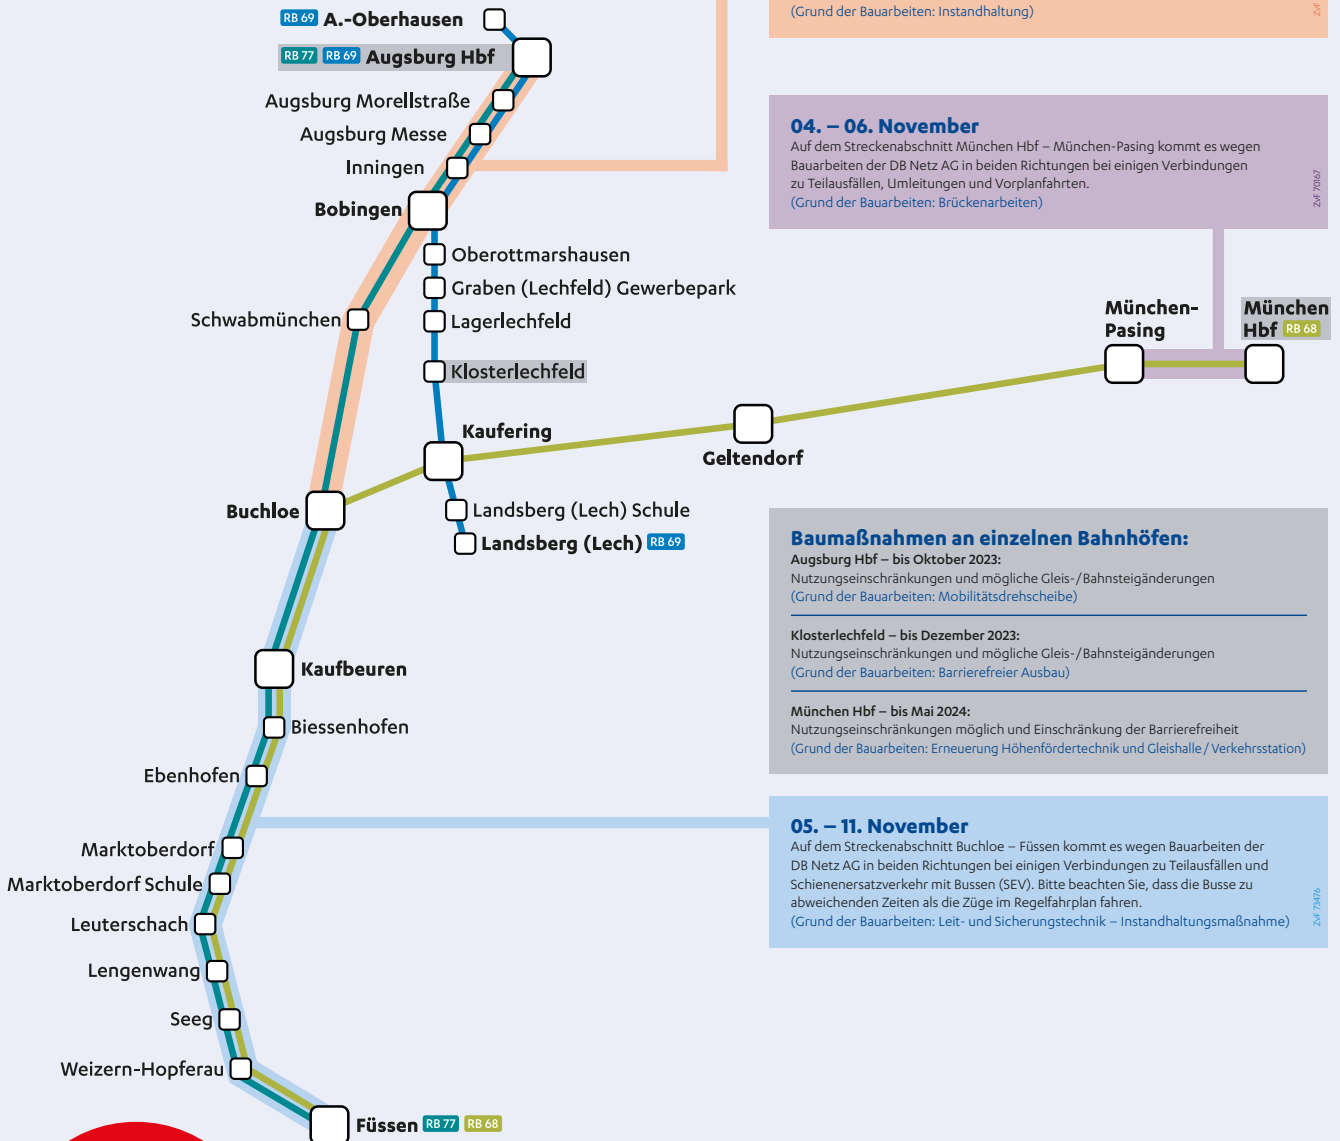 RB 69 A.-Oberhausen
RB 77 RB 69 Augsburg Hbf
Augsburg Morellstraße
Augsburg Messe
Inningen
Bobingen
Oberottmarshausen
Graben (Lechfeld) Gewerbepark
Lagerlechfeld
Schwabmünchen
Klosterlechfeld
Kaufering
Geltendorf
München-
Pasing
München
Hbf RB 68
Buchloe
Landsberg (Lech) Schule
Landsberg (Lech) RB 69
Kaufbeuren
Biessenhofen
Ebenhofen
Marktoberdorf
Marktoberdorf Schule
Leuterschach
Lengenwang
Seeg
Weizern-Hopferau
Füssen RB 77 RB 68
(Grund der Bauarbeiten: Instandhaltung)
ZvF
04. – 06. November
Auf dem Streckenabschnitt München Hbf – München-Pasing kommt es wegen
Bauarbeiten der DB Netz AG in beiden Richtungen bei einigen Verbindungen
zu Teilausfällen, Umleitungen und Vorplanfahrten.
(Grund der Bauarbeiten: Brückenarbeiten)
ZvF 70167
Baumaßnahmen an einzelnen Bahnhöfen:
Augsburg Hbf – bis Oktober 2023:
Nutzungseinschränkungen und mögliche Gleis-/Bahnsteigänderungen
(Grund der Bauarbeiten: Mobilitätsdrehscheibe)
Klosterlechfeld – bis Dezember 2023:
Nutzungseinschränkungen und mögliche Gleis-/Bahnsteigänderungen
(Grund der Bauarbeiten: Barrierefreier Ausbau)
München Hbf – bis Mai 2024:
Nutzungseinschränkungen möglich und Einschränkung der Barrierefreiheit
(Grund der Bauarbeiten: Erneuerung Höhenfördertechnik und Gleishalle / Verkehrsstation)
05. – 11. November
Auf dem Streckenabschnitt Buchloe – Füssen kommt es wegen Bauarbeiten der
DB Netz AG in beiden Richtungen bei einigen Verbindungen zu Teilausfällen und
Schienenersatzverkehr mit Bussen (SEV). Bitte beachten Sie, dass die Busse zu
abweichenden Zeiten als die Züge im Regelfahrplan fahren.
(Grund der Bauarbeiten: Leit- und Sicherungstechnik – Instandhaltungsmaßnahme)
ZvF 73476